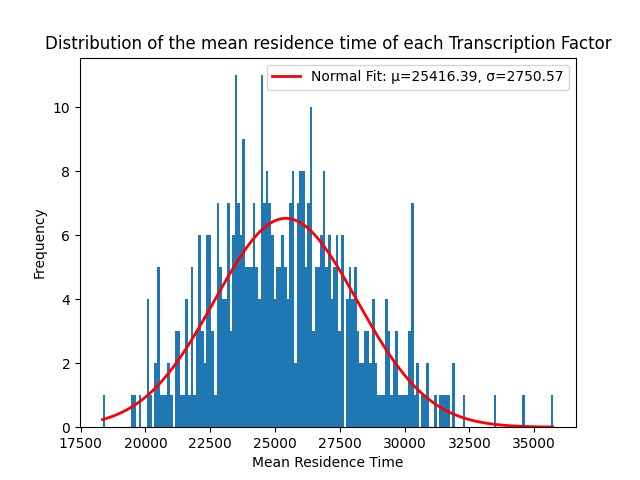 Distribution of the mean residence time of each Transcription Factor
Normal Fit: μ=25416.39, σ=2750.57
10
8
6
4
2
0
Frequency
17500 20000 22500 25000 27500 30000 32500 35000
Mean Residence Time